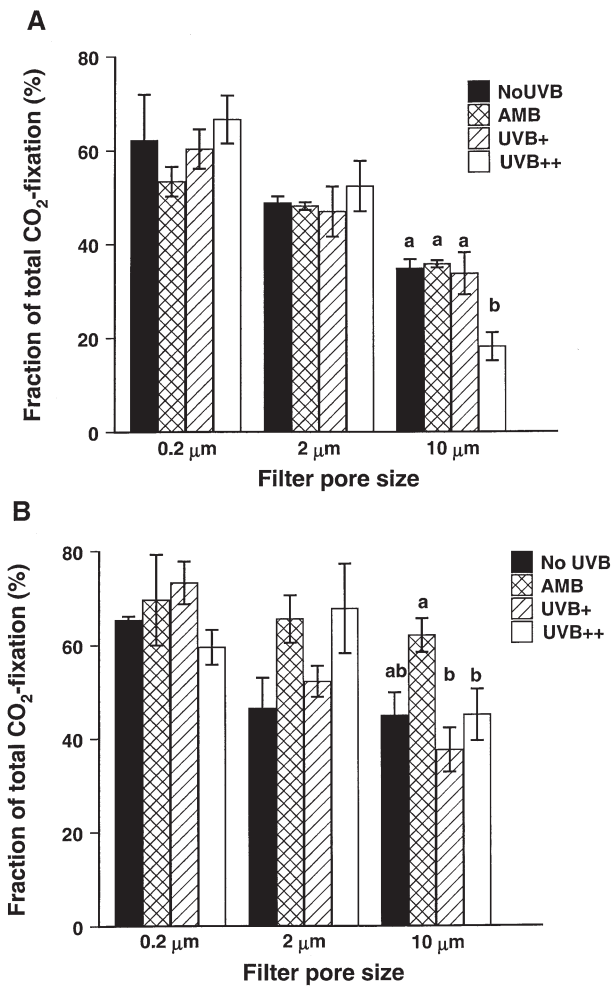 A
Fraction of total CO2-fixation (%)
80
60
40
20
0
NoUVB
AMB
UVB+
UVB++
a a a
b
0.2 μm 2 μm 10 μm
Filter pore size
B
Fraction of total CO2-fixation (%)
80
60
40
20
0
No UVB
AMB
UVB+
UVB++
a
ab b b
0.2 μm 2 μm 10 μm
Filter pore size